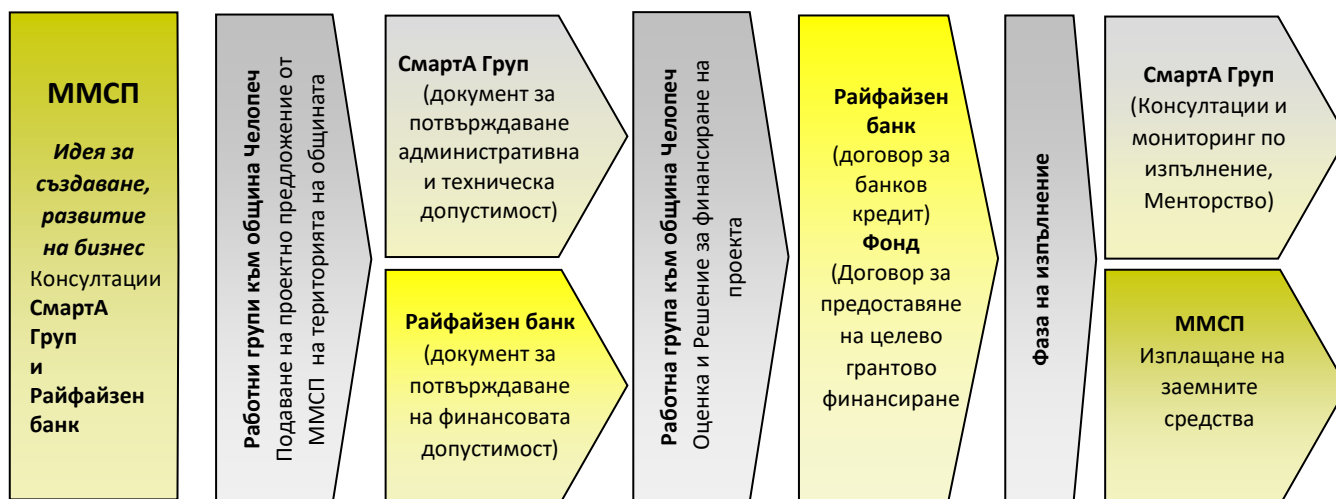 ММСП
Идея за
създаване,
развитие
на бизнес
Консултации
СмартА
Груп
и
Райфайзен
банк
Работни групи към община Челопеч
Подаване на проектно предложение от
ММСП на територията на общината
СмартА Груп
(документ за
потвърждаване
административна
и техническа
допустимост)
Райфайзен банк
(документ за
потвърждаване
на финансовата
допустимост)
Работна група към община Челопеч
Оценка и Решение за финансиране на
проекта
Райфайзен
банк
(договор за
банков
кредит)
Фонд
(Договор за
предоставяне
на целево
грантово
финансиране
Фаза на изпълнение
СмартА Груп
(Консултации и
мониторинг по
изпълнение,
Менторство)
ММСП
Изплащане на
заемните
средства